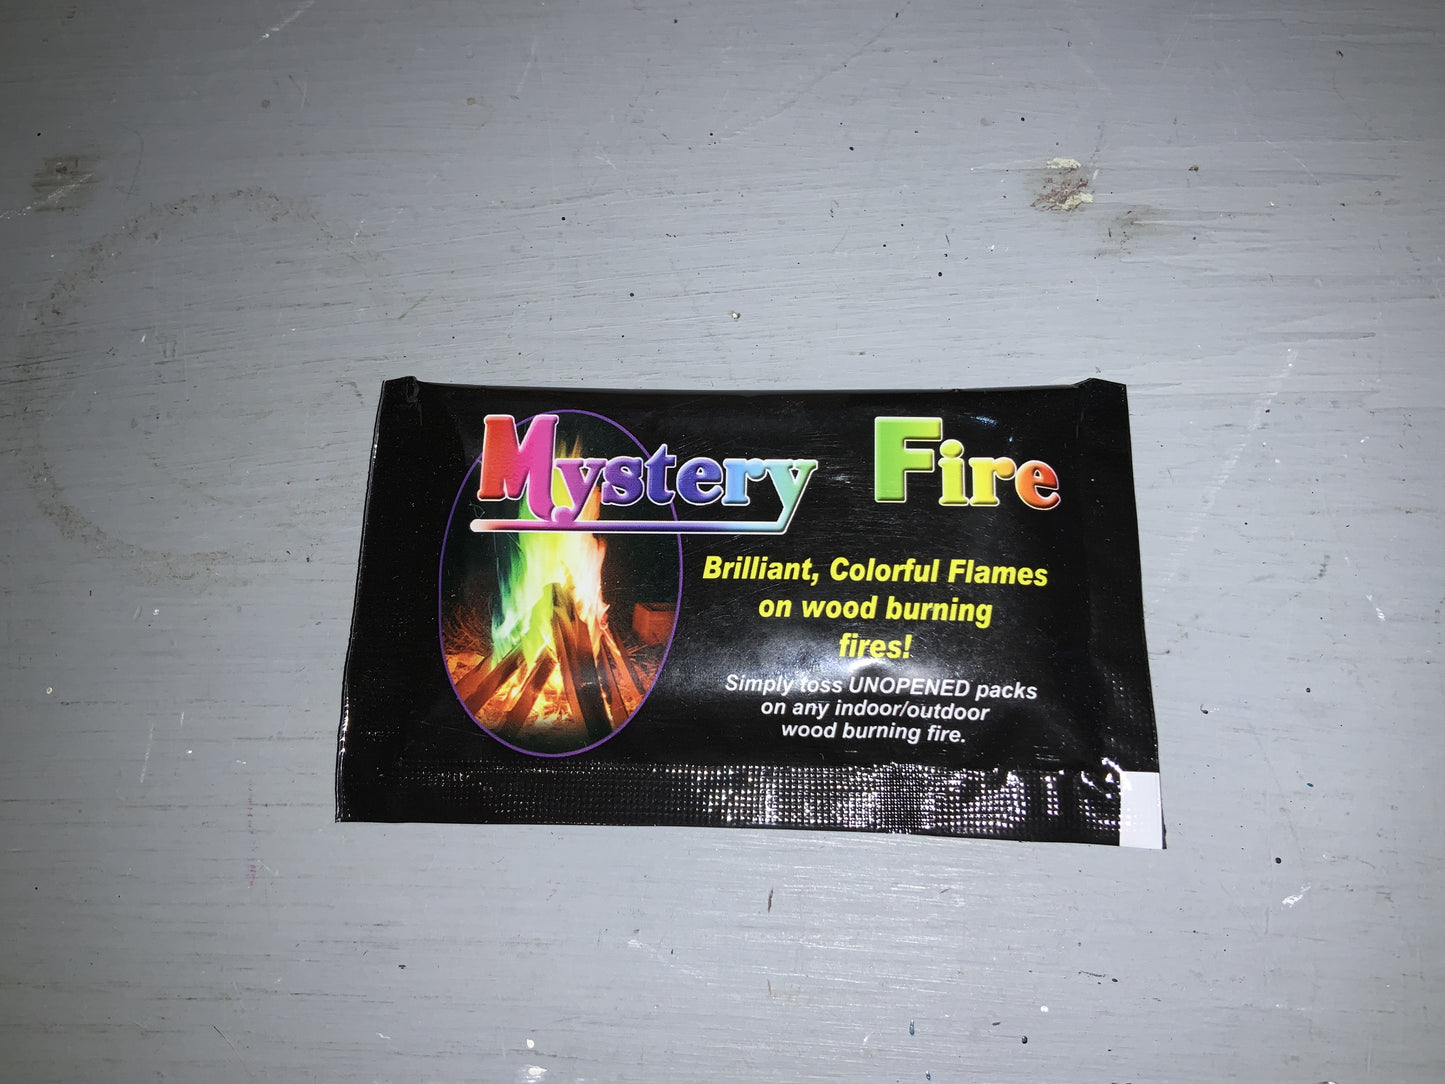 Mystery Fire
Brilliant, Colorful Flames
on wood burning
fires!
Simply toss UNOPENED packs
on any indoor/outdoor
wood burning fire.